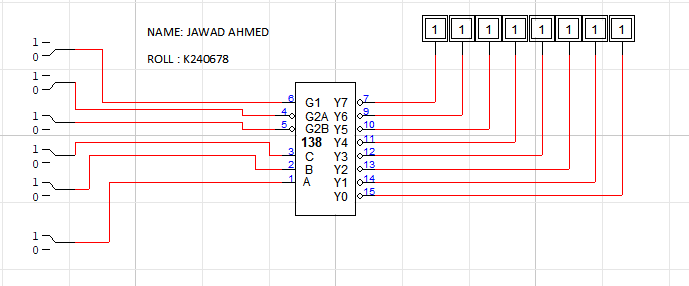 NAME: JAWAD AHMED
1 1 1 1 1 1 1 1
1
0
ROLL : K240678
1
0
1
0
1
0
1
0
1
0
6 G1 Y7 7
4 G2A Y6 9
5 G2B Y5 10
138 Y4 11
3 C Y3 12
2 B Y2 13
1 A Y1 14
Y0 15